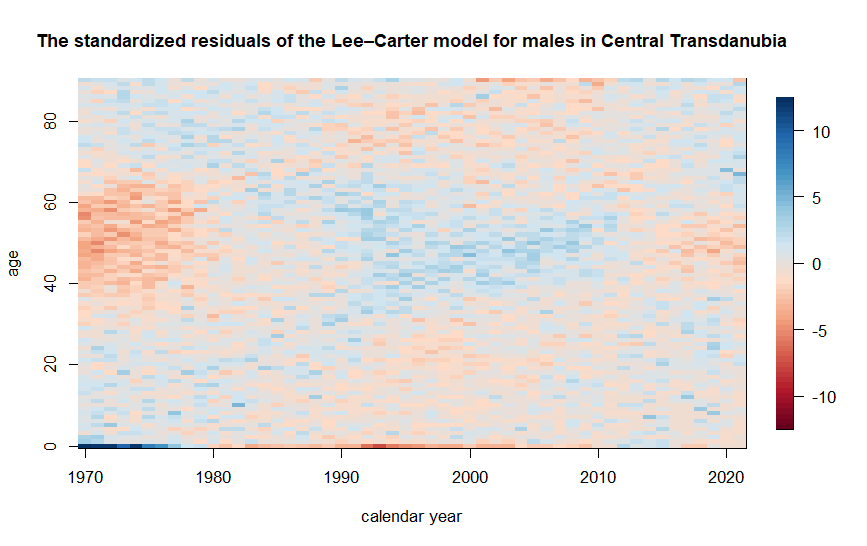 The standardized residuals of the Lee–Carter model for males in Central Transdanubia
80
60
40
20
0
age
1970 1980 1990 2000 2010 2020
calendar year
10
5
0
-5
-10